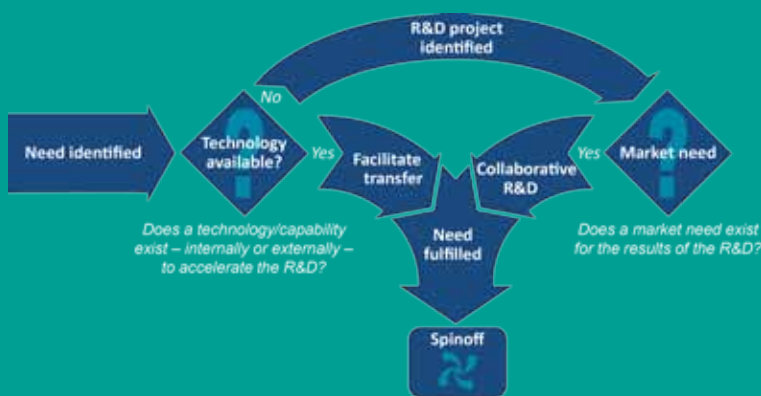 R&D project
identified
No
Need identified
Technology
available?
Yes
Facilitate
transfer
Collaborative
R&D
Yes
Market need
Does a technology/capability
exist – internally or externally –
to accelerate the R&D?
Need
fulfilled
Does a market need exist
for the results of the R&D?
Spinoff